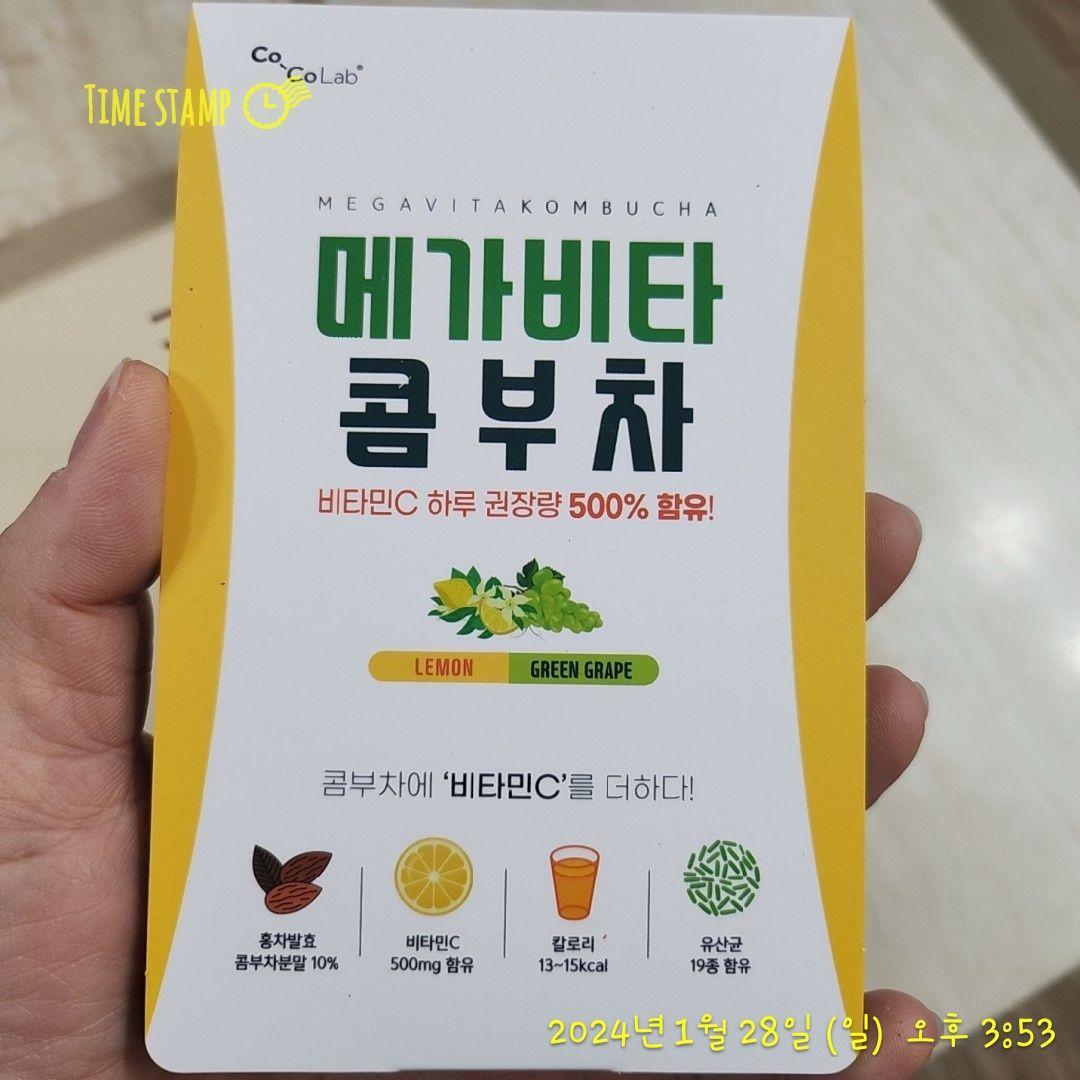 Co-CoLab®
TIME STAMP
MEGAVITAKOMBUCHA
메가비타
콤부차
비타민C 하루 권장량 500% 함유!
LEMON
GREEN GRAPE
콤부차에 ‘비타민C’를 더하다!
홍차발효
콤부차분말 10%
비타민C
500mg 함유
칼로리
13~15kcal
유산균
19종 함유
2024년 1월 28일 (일) 오후 3:53